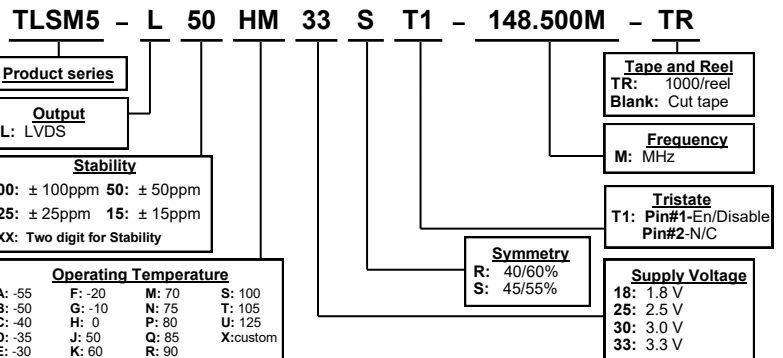 TLSM5 – L 50 HM 33 S T1 – 148.500M – TR
Product series
Output
L: LVDS
Stability
00: ± 100ppm 50: ± 50ppm
25: ± 25ppm 15: ± 15ppm
XX: Two digit for Stability
Operating Temperature
A: -55 F: -20 M: 70 S: 100
B: -50 G: -10 N: 75 T: 105
C: -40 H: 0 P: 80 U: 125
D: -35 J: 50 Q: 85 X:custom
E: -30 K: 60 R: 90
Symmetry
R: 40/60%
S: 45/55%
Tape and Reel
TR: 1000/reel
Blank: Cut tape
Frequency
M: MHz
Tristate
T1: Pin#1-En/Disable
Pin#2-N/C
Supply Voltage
18: 1.8 V
25: 2.5 V
30: 3.0 V
33: 3.3 V